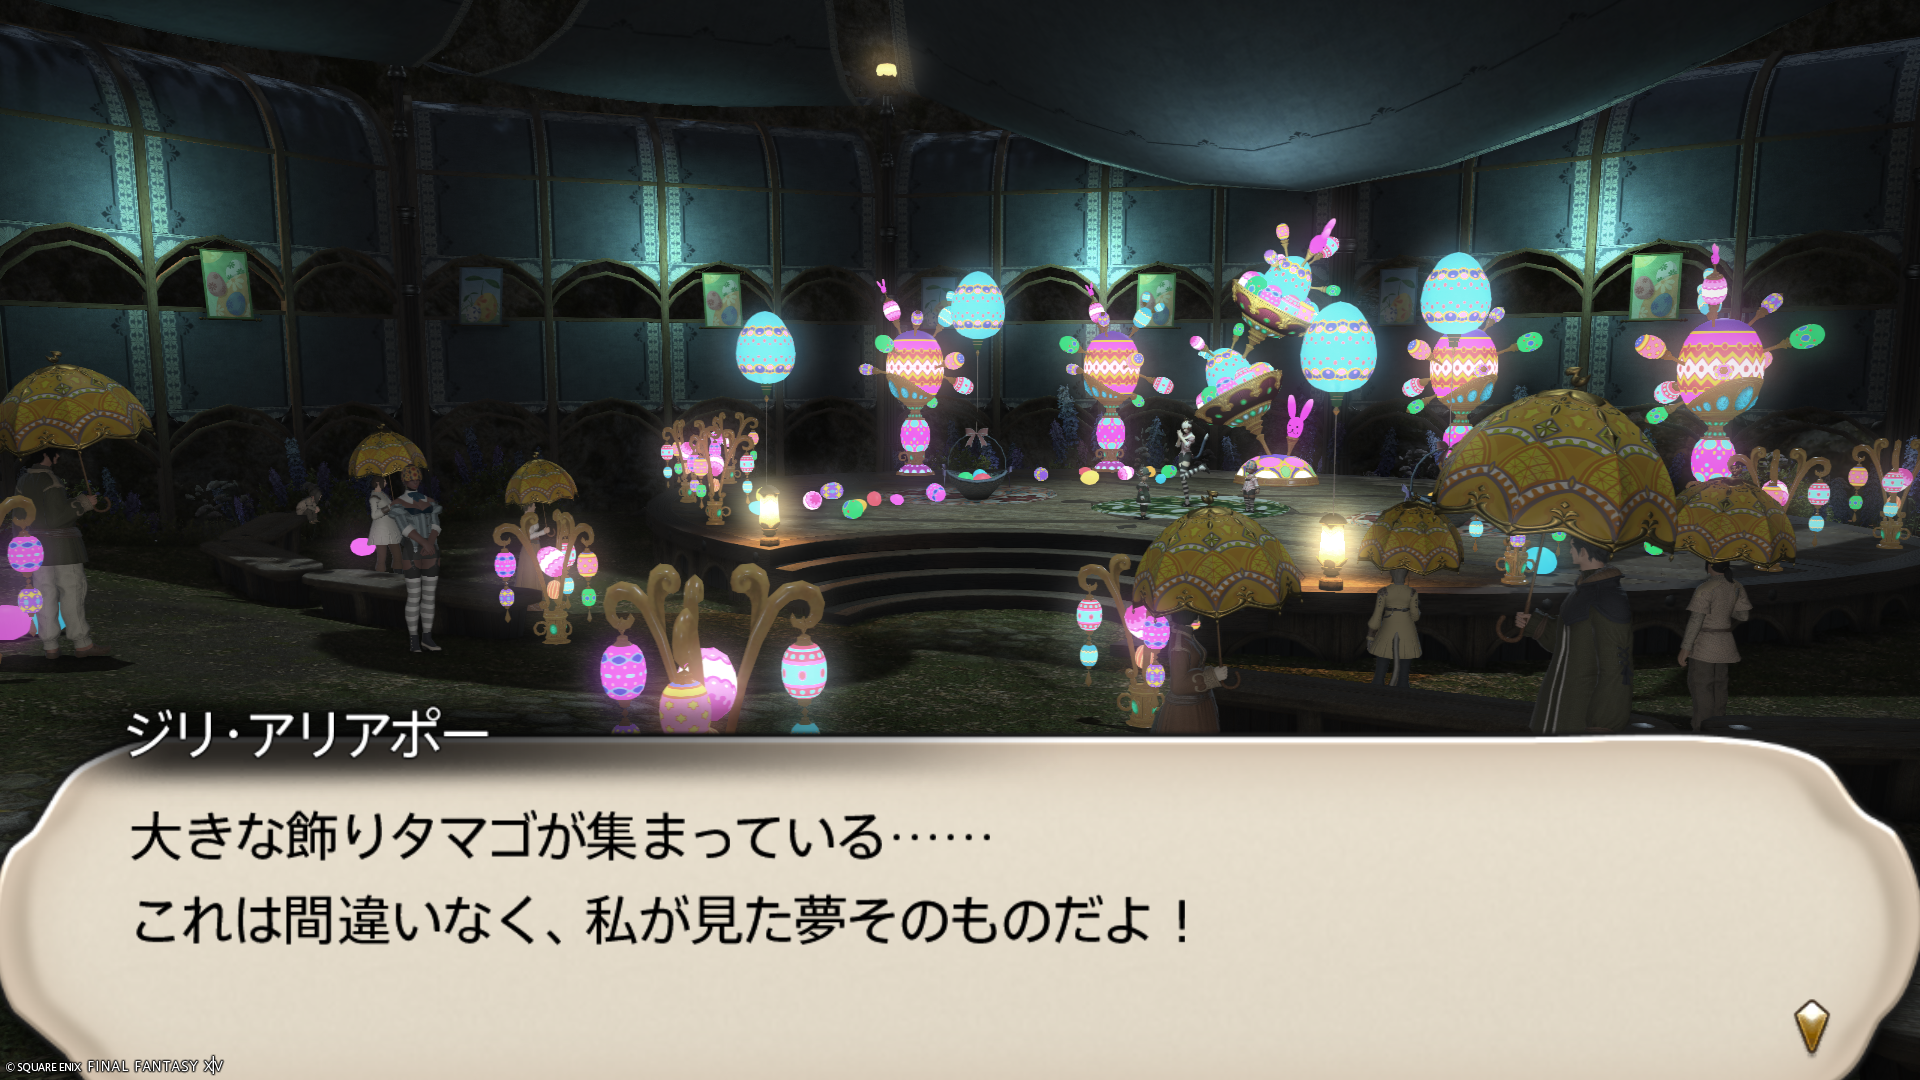 ジリ・アリアポー
大きな飾りタマゴが集まっている……
これは間違いなく、私が見た夢そのものだよ！
© SQUARE ENIX FINAL FANTASY XIV